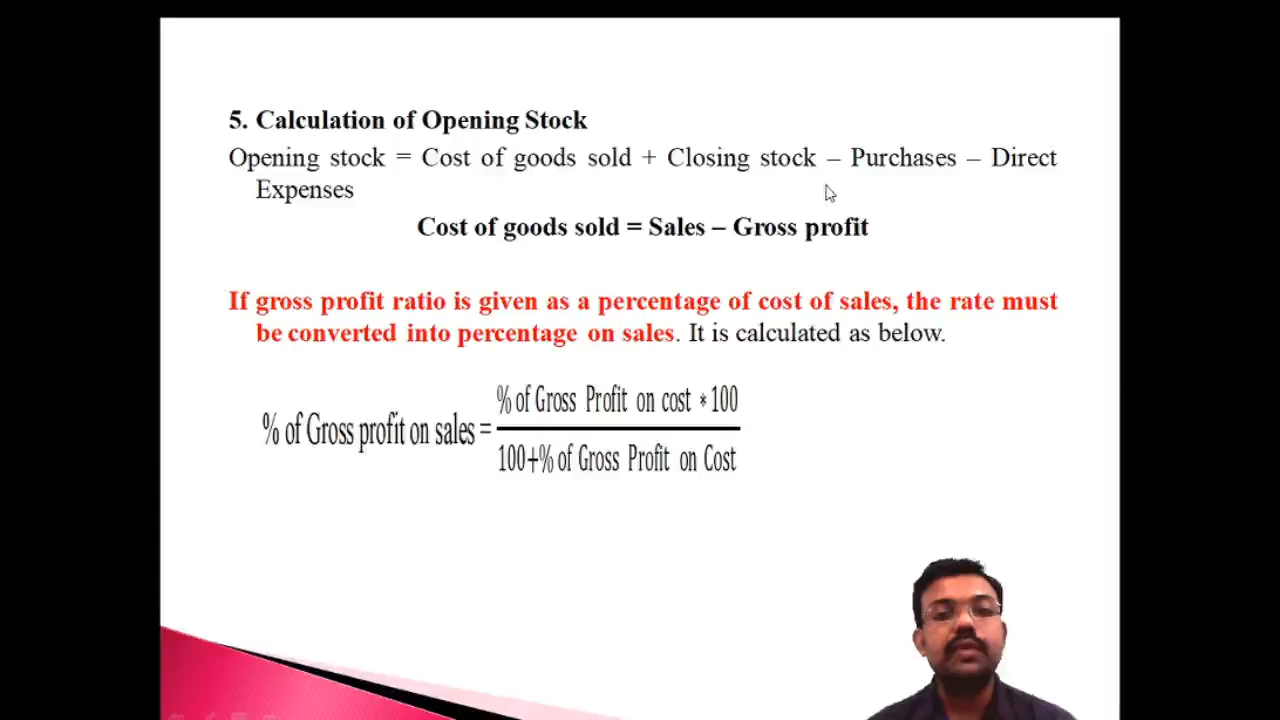 5. Calculation of Opening Stock
Opening stock = Cost of goods sold + Closing stock – Purchases – Direct
Expenses
Cost of goods sold = Sales – Gross profit
If gross profit ratio is given as a percentage of cost of sales, the rate must
be converted into percentage on sales. It is calculated as below.
% of Gross Profit on cost * 100
% of Gross profit on sales =
100+% of Gross Profit on Cost